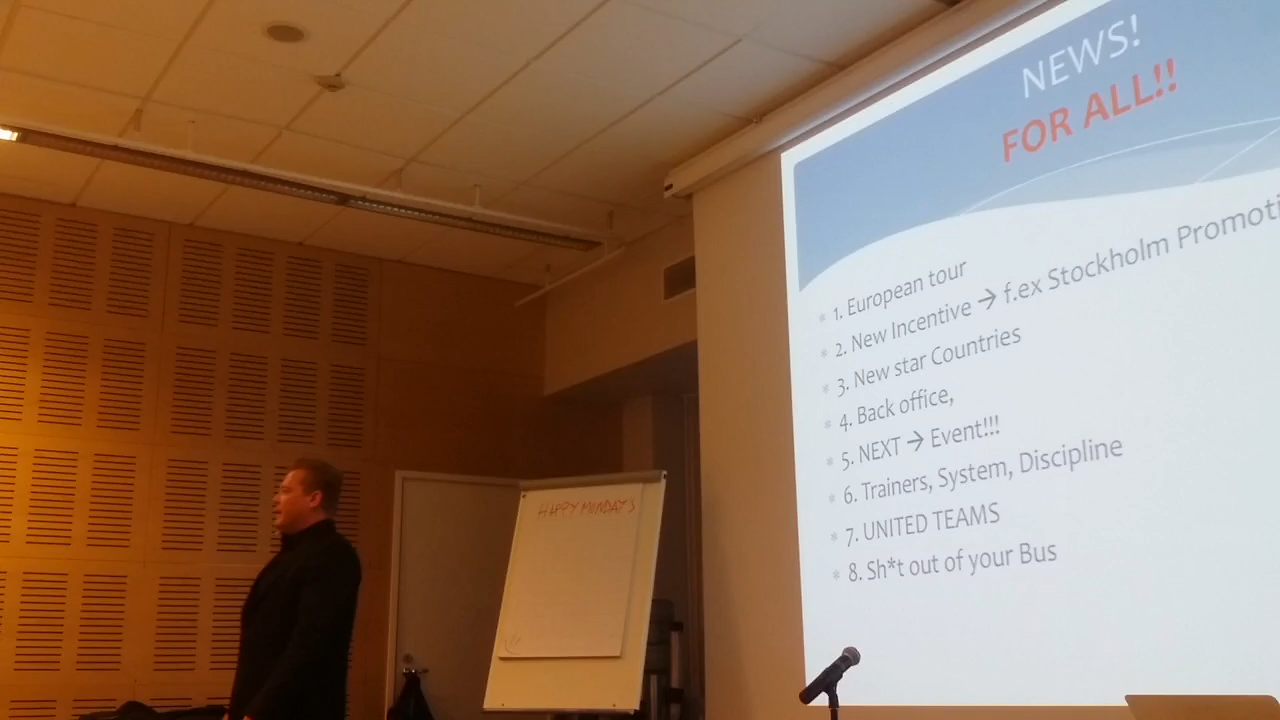 NEWS!
FOR ALL!!
1. European tour
2. New Incentive → f.ex Stockholm Promoti
3. New star Countries
4. Back office,
5. NEXT → Event!!!
6. Trainers, System, Discipline
7. UNITED TEAMS
8. Sh*t out of your Bus
HAPPY MONDAYS